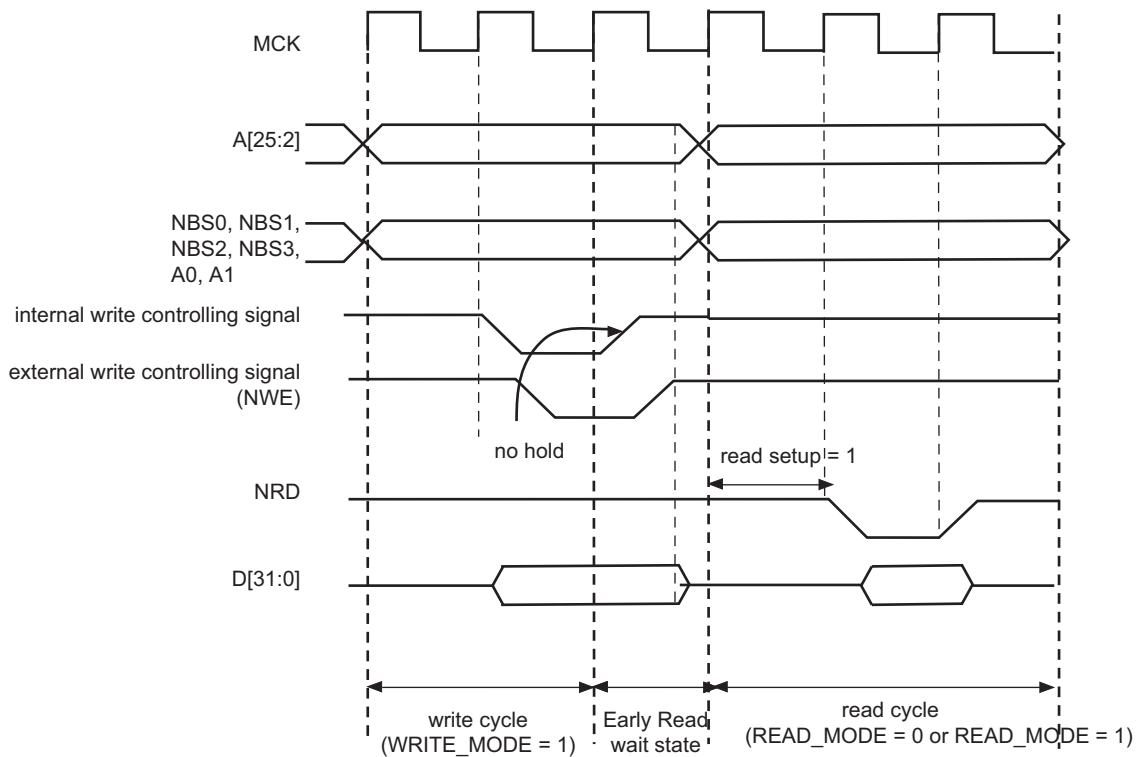 MCK
A[25:2]
NBS0, NBS1,
NBS2, NBS3,
A0, A1
internal write controlling signal
external write controlling signal
(NWE)
no hold
read setup = 1
NRD
D[31:0]
write cycle
(WRITE_MODE = 1)
Early Read
wait state
read cycle
(READ_MODE = 0 or READ_MODE = 1)